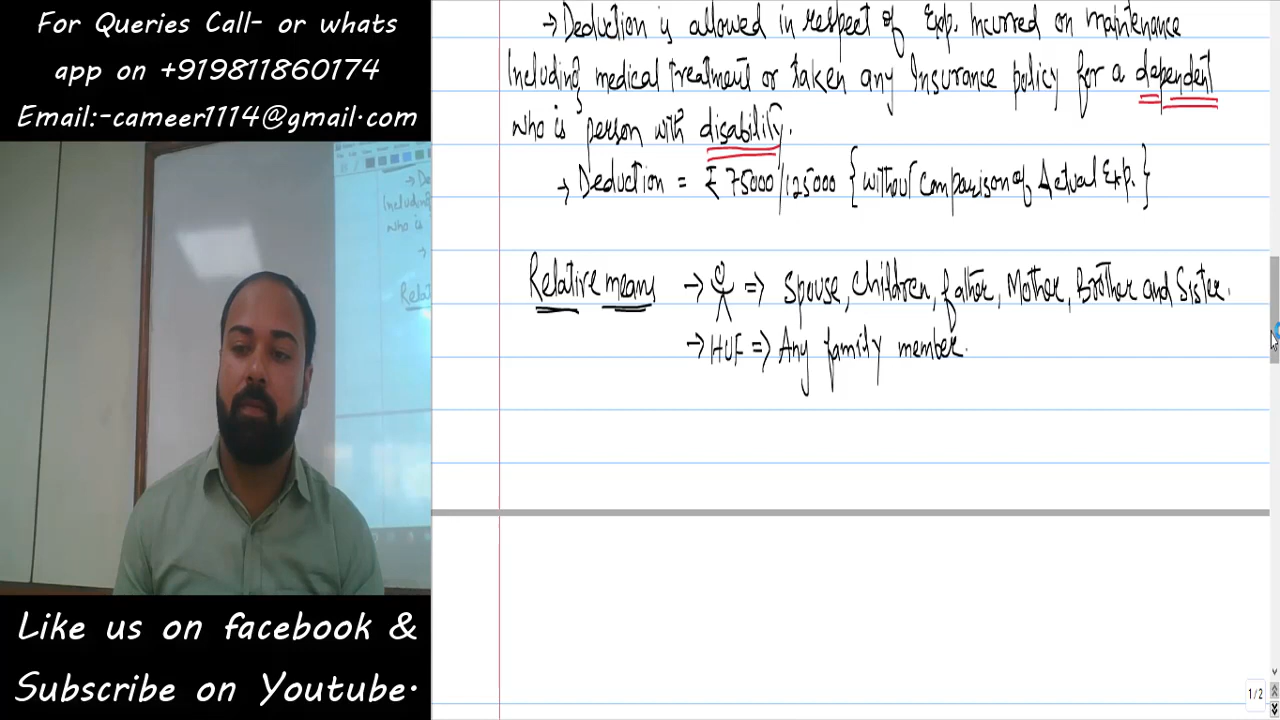 For Queries Call- or whats
app on +919811860174
Email:-cameer1114@gmail.com
→ Deduction is allowed in respect of Exp. Incurred on maintenance
Including medical treatment or taken any Insurance policy for a dependent
who is person with disability.
→ Deduction = ₹ 75000/125000 {without Comparison of Actual Exp.}
Relative means → => Spouse, Children, father, Mother, Brother and Sister.
→ HUF => Any family member.
Like us on facebook &
Subscribe on Youtube.
1/2